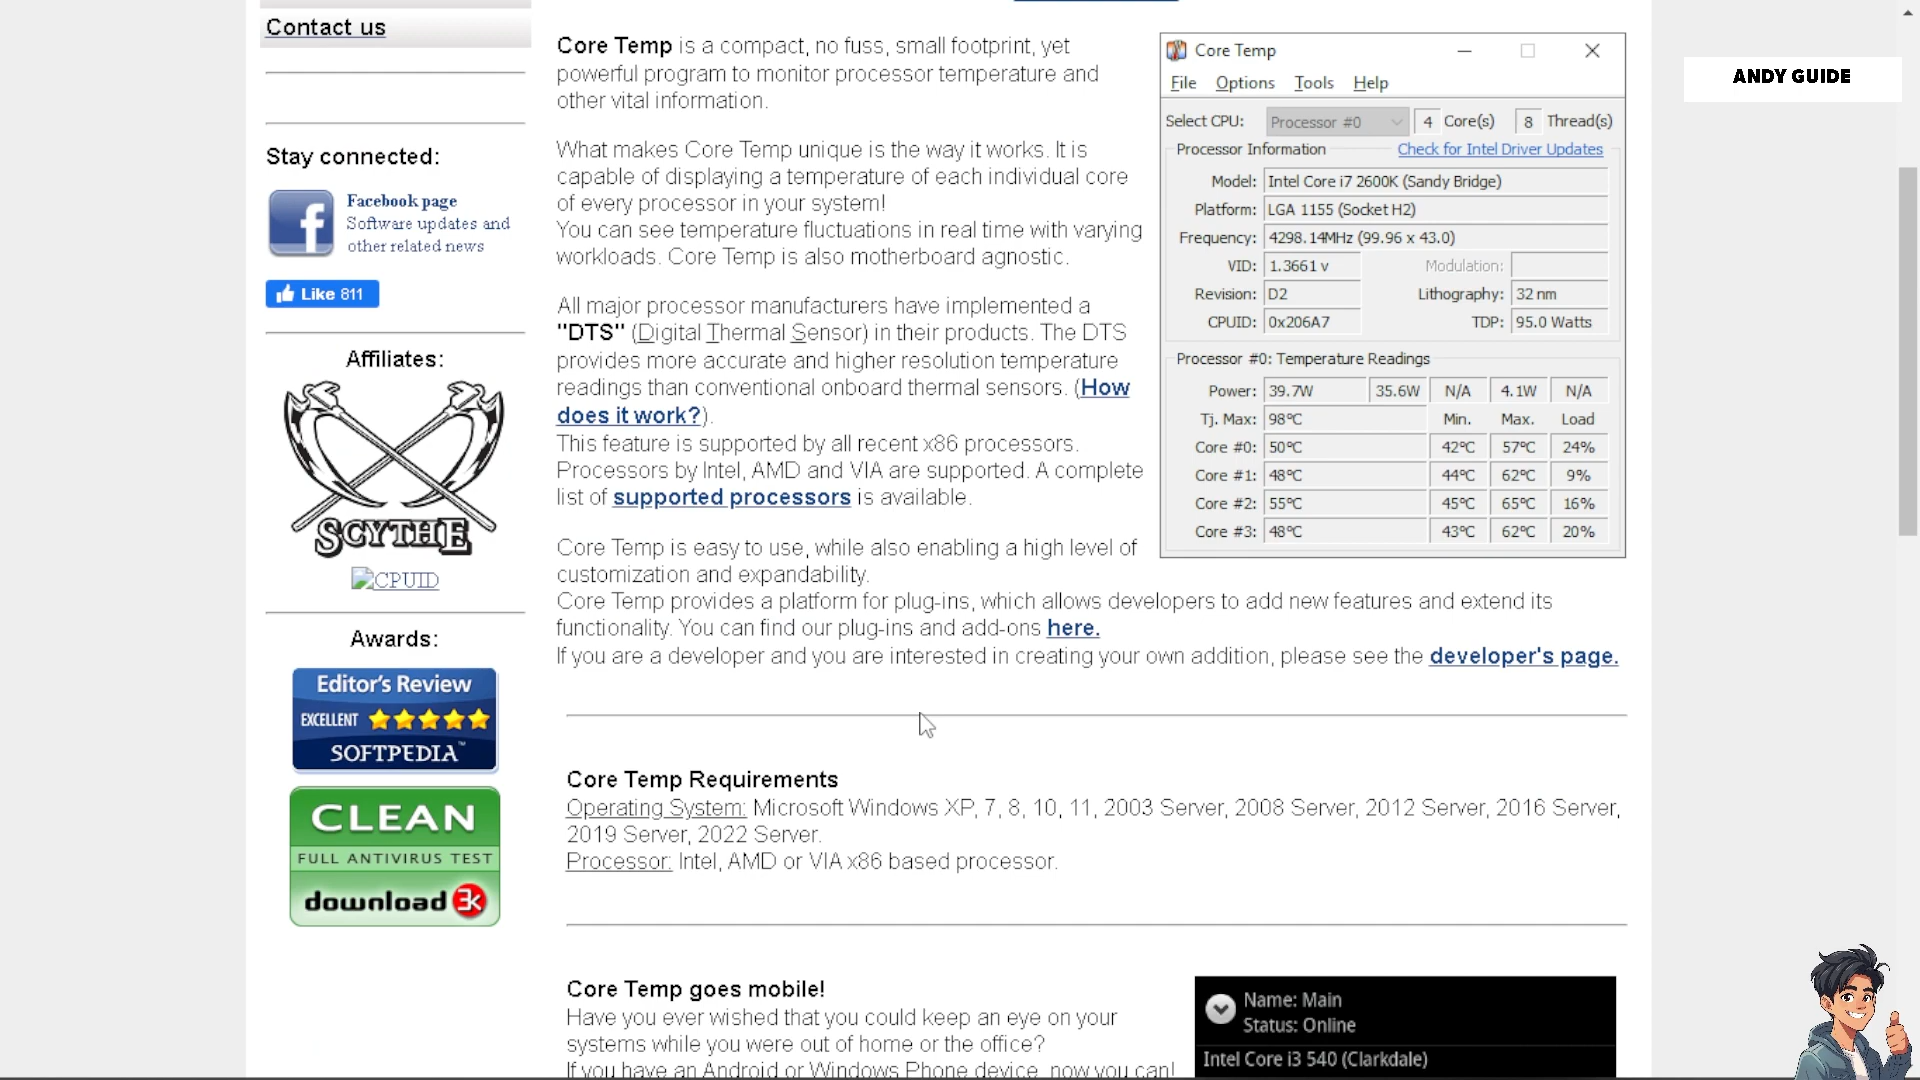 Contact us
Stay connected:
Facebook page
Software updates and
other related news
Like 811
Affiliates:
SCYTHE
CPUID
Awards:
Editor's Review
EXCELLENT
SOFTPEDIA™
CLEAN
FULL ANTIVIRUS TEST
download 3k
Core Temp is a compact, no fuss, small footprint, yet
powerful program to monitor processor temperature and
other vital information.
What makes Core Temp unique is the way it works. It is
capable of displaying a temperature of each individual core
of every processor in your system!
You can see temperature fluctuations in real time with varying
workloads. Core Temp is also motherboard agnostic.
All major processor manufacturers have implemented a
"DTS" (Digital Thermal Sensor) in their products. The DTS
provides more accurate and higher resolution temperature
readings than conventional onboard thermal sensors. (How
does it work?).
This feature is supported by all recent x86 processors.
Processors by Intel, AMD and VIA are supported. A complete
list of supported processors is available.
Core Temp is easy to use, while also enabling a high level of
customization and expandability.
Core Temp provides a platform for plug-ins, which allows developers to add new features and extend its
functionality. You can find our plug-ins and add-ons here.
If you are a developer and you are interested in creating your own addition, please see the developer's page.
Core Temp
File Options Tools Help
Select CPU: Processor #0 4 Core(s) 8 Thread(s)
Processor Information Check for Intel Driver Updates
Model: Intel Core i7 2600K (Sandy Bridge)
Platform: LGA 1155 (Socket H2)
Frequency: 4298.14MHz (99.96 x 43.0)
VID: 1.3661 v Modulation:
Revision: D2 Lithography: 32 nm
CPUID: 0x206A7 TDP: 95.0 Watts
Processor #0: Temperature Readings
Power: 39.7W 35.6W N/A 4.1W N/A
Tj. Max: 98°C Min. Max. Load
Core #0: 50°C 42°C 57°C 24%
Core #1: 48°C 44°C 62°C 9%
Core #2: 55°C 45°C 65°C 16%
Core #3: 48°C 43°C 62°C 20%
ANDY GUIDE
Core Temp Requirements
Operating System: Microsoft Windows XP, 7, 8, 10, 11, 2003 Server, 2008 Server, 2012 Server, 2016 Server,
2019 Server, 2022 Server.
Processor: Intel, AMD or VIA x86 based processor.
Core Temp goes mobile!
Have you ever wished that you could keep an eye on your
systems while you were out of home or the office?
If you have an Android or Windows Phone device, now you can!
Name: Main
Status: Online
Intel Core i3 540 (Clarkdale)